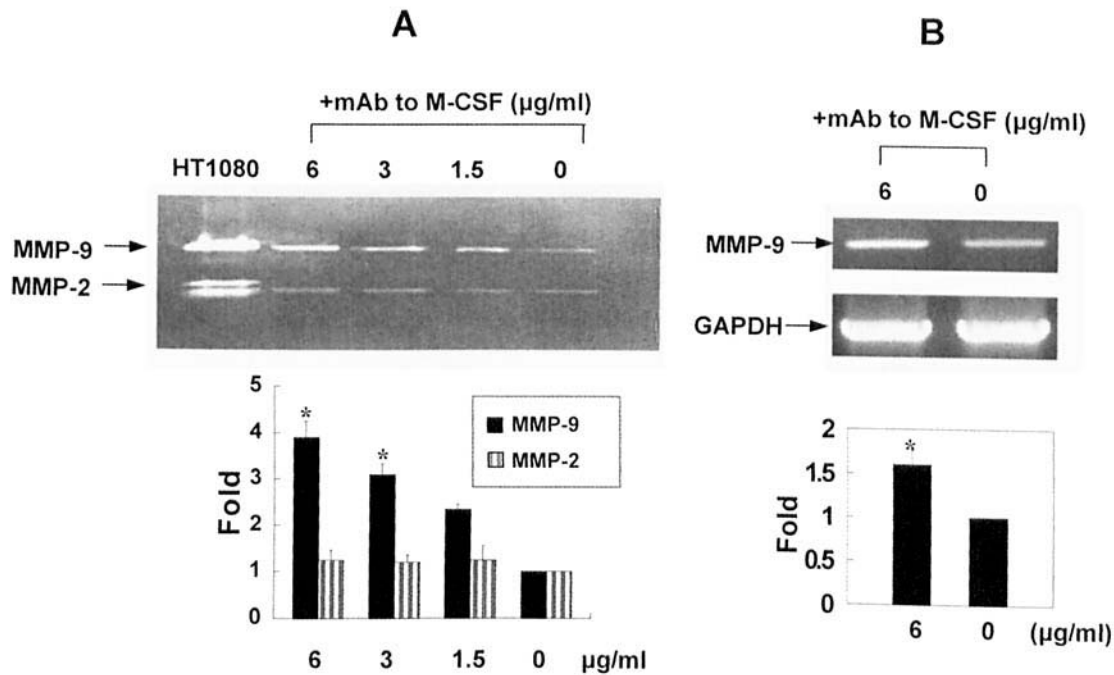 A
+mAb to M-CSF (µg/ml)
HT1080 6 3 1.5 0
MMP-9
MMP-2
5
4
3
2
1
0
Fold
* *
MMP-9
MMP-2
6 3 1.5 0 µg/ml
B
+mAb to M-CSF (µg/ml)
6 0
MMP-9
GAPDH
2
1.5
1
0.5
0
Fold
*
6 0 (µg/ml)